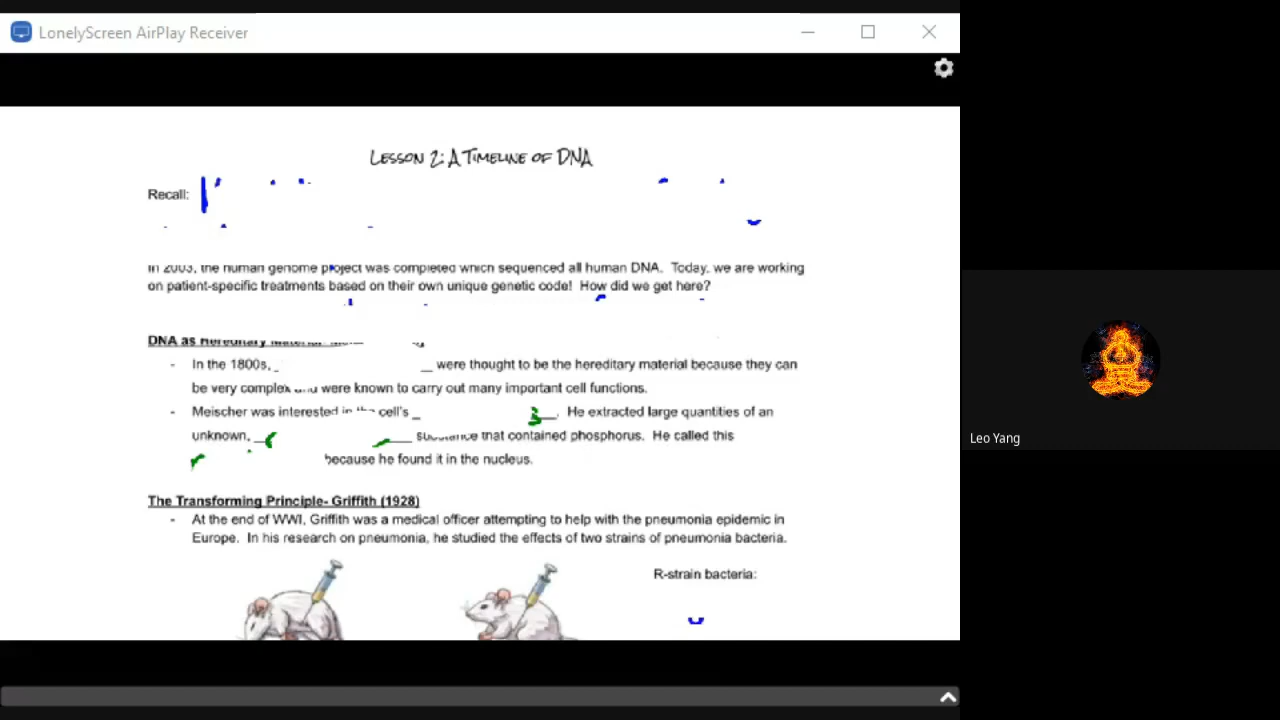 LonelyScreen AirPlay Receiver
LESSON 2: A TIMELINE OF DNA
Recall:
In 2003, the human genome project was completed which sequenced all human DNA. Today, we are working
on patient-specific treatments based on their own unique genetic code! How did we get here?
DNA as Hereditary Material-
- In the 1800s, _ __ were thought to be the hereditary material because they can
be very complex and were known to carry out many important cell functions.
- Meischer was interested in the cell's _ __. He extracted large quantities of an
unknown, __ ___ substance that contained phosphorus. He called this
because he found it in the nucleus.
The Transforming Principle- Griffith (1928)
- At the end of WWI, Griffith was a medical officer attempting to help with the pneumonia epidemic in
Europe. In his research on pneumonia, he studied the effects of two strains of pneumonia bacteria.
R-strain bacteria:
Leo Yang